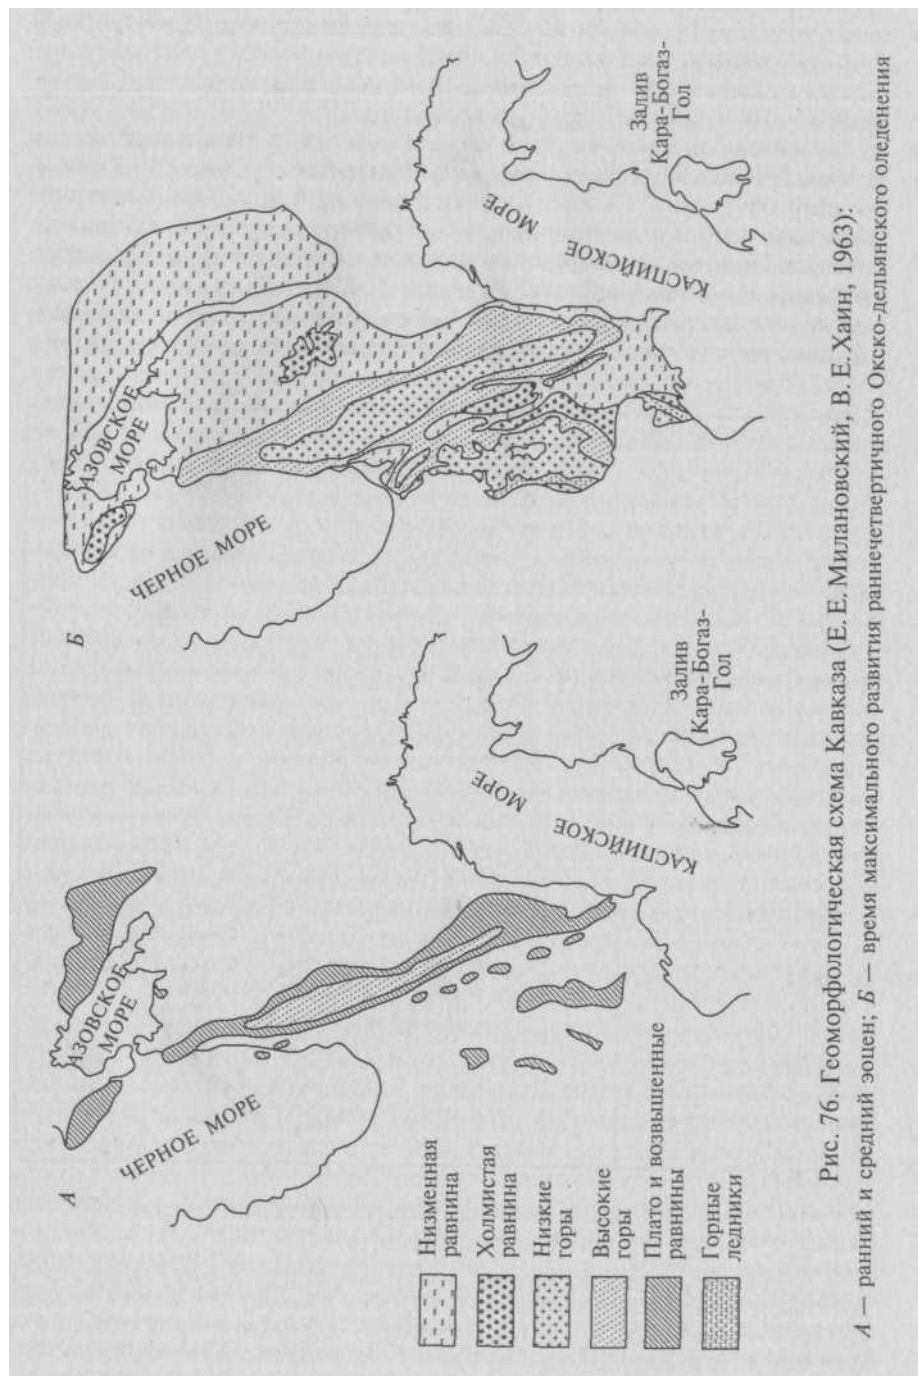 А
Б
АЗОВСКОЕ
МОРЕ
ЧЕРНОЕ МОРЕ
КАСПИЙСКОЕ
МОРЕ
Залив
Кара-Богаз-
Гол
АЗОВСКОЕ
МОРЕ
ЧЕРНОЕ МОРЕ
КАСПИЙСКОЕ
МОРЕ
Залив
Кара-Богаз-
Гол
Низменная
равнина
Холмистая
равнина
Низкие
горы
Высокие
горы
Плато и возвышенные
равнины
Горные
ледники
Рис. 76. Геоморфологическая схема Кавказа (Е. Е. Милановский, В. Е. Хаин, 1963):
А — ранний и средний эоцен; Б — время максимального развития раннечетвертичного Окско-дельянского оледенения